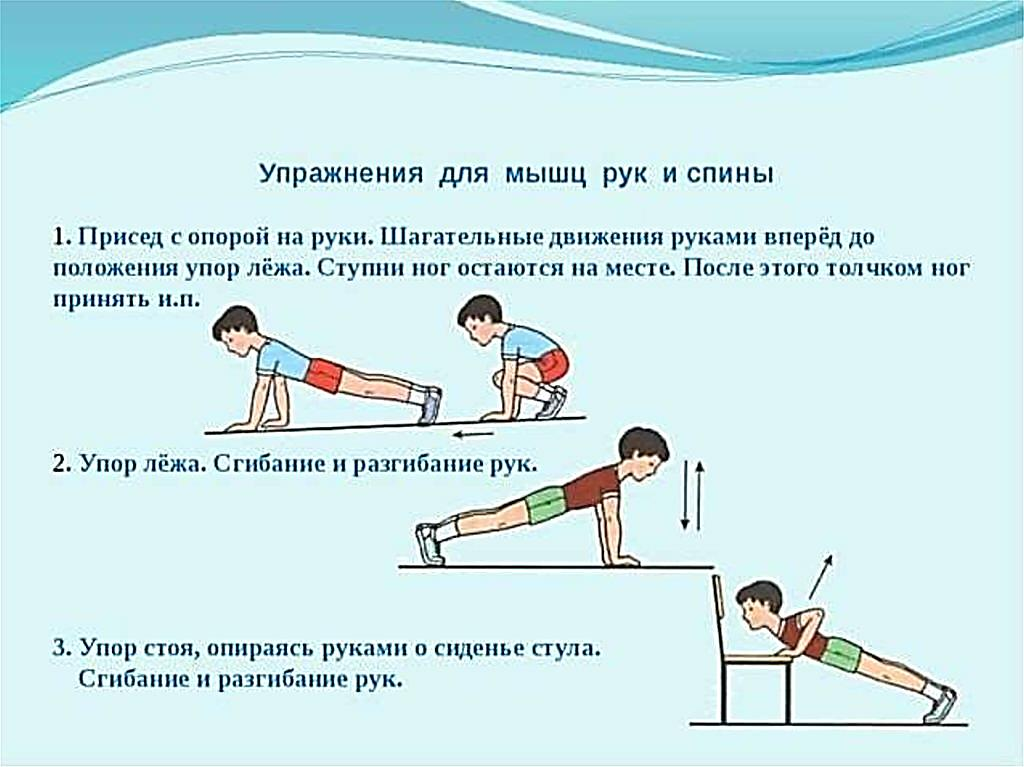 Упражнения для мышц рук и спины
1. Присед с опорой на руки. Шагательные движения руками вперёд до
положения упор лёжа. Ступни ног остаются на месте. После этого толчком ног
принять и.п.
2. Упор лёжа. Сгибание и разгибание рук.
3. Упор стоя, опираясь руками о сиденье стула.
Сгибание и разгибание рук.